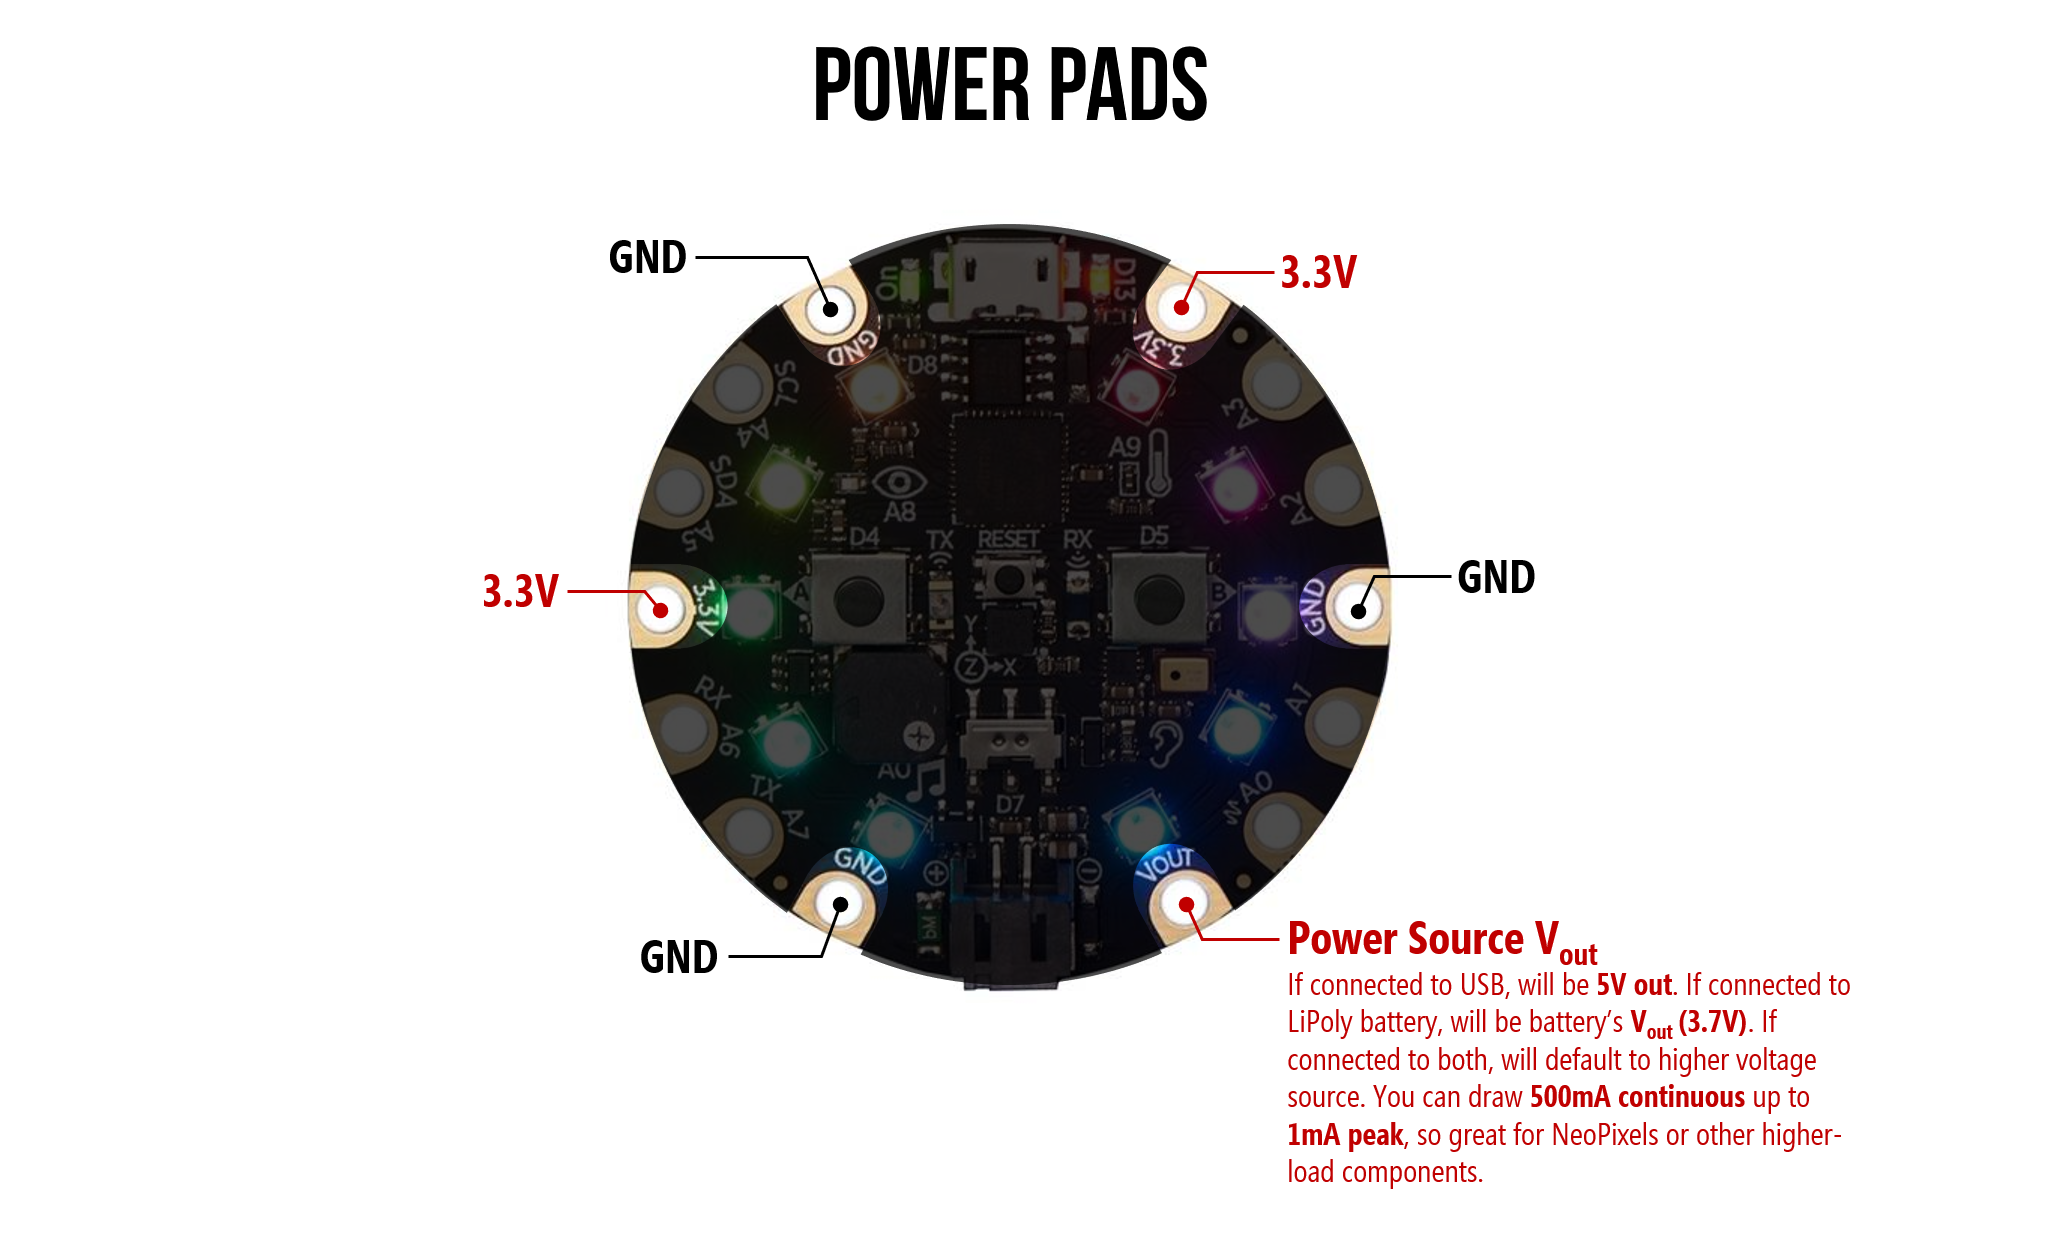 POWER PADS
GND
3.3V
On
D13
GND
3.3V
D8
SCL
A4
A3
A9
SDA
A5
A8
A2
D4
TX
RESET
RX
D5
3.3V
3.3V
A
B
GND
GND
Y
Z
X
RX
A6
A1
TX
A7
A0
D7
A0
GND
VOUT
+
-
GND
Power Source Vout
If connected to USB, will be 5V out. If connected to
LiPoly battery, will be battery's Vout (3.7V). If
connected to both, will default to higher voltage
source. You can draw 500mA continuous up to
1mA peak, so great for NeoPixels or other higher-
load components.